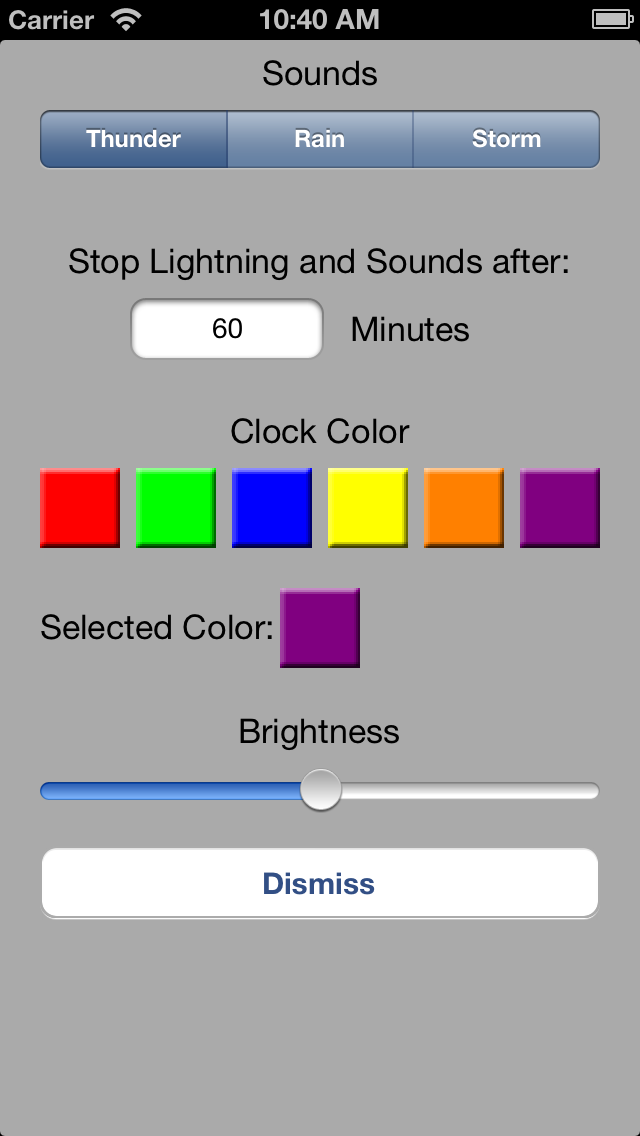 Carrier 10:40 AM
Sounds
Thunder Rain Storm
Stop Lightning and Sounds after:
60 Minutes
Clock Color
Selected Color:
Brightness
Dismiss